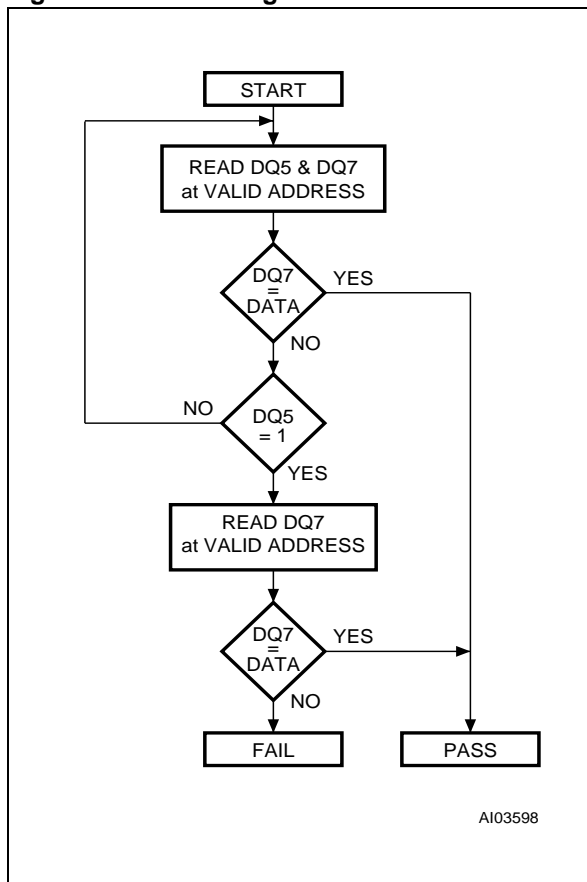 START
READ DQ5 & DQ7
at VALID ADDRESS
DQ7
=
DATA
YES
NO
NO
DQ5
= 1
YES
READ DQ7
at VALID ADDRESS
DQ7
=
DATA
YES
NO
FAIL
PASS
AI03598